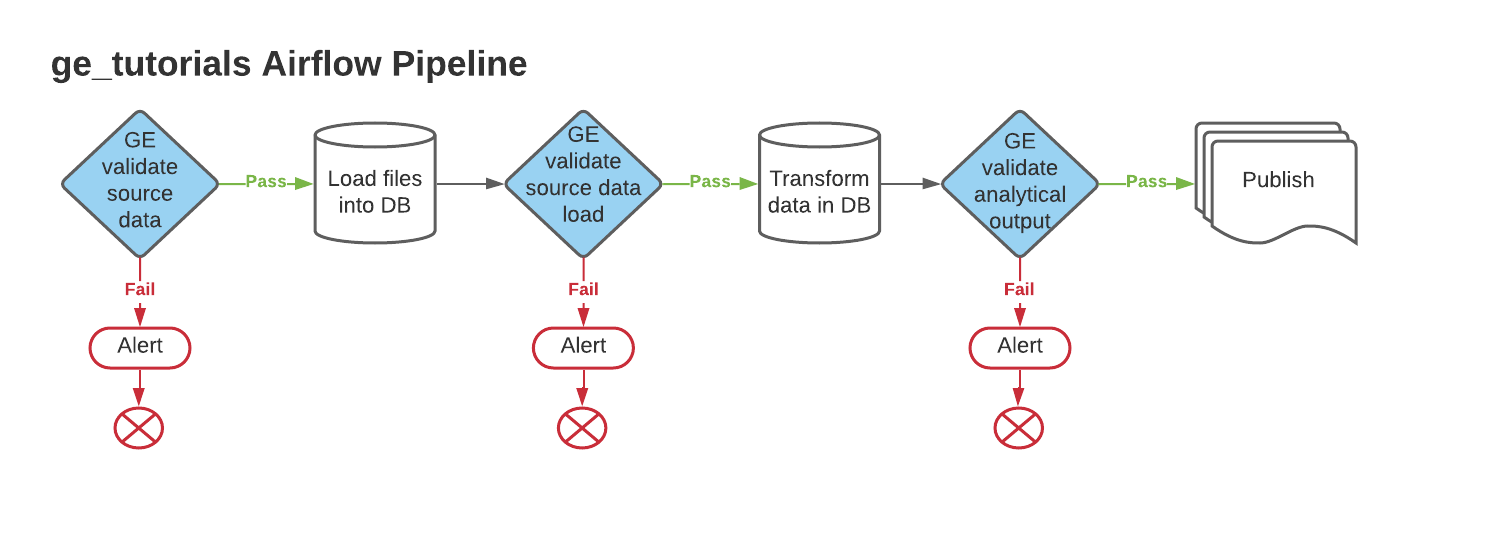 ge_tutorials Airflow Pipeline
GE
validate
source
data
Pass
Load files
into DB
GE
validate
source data
load
Pass
Transform
data in DB
GE
validate
analytical
output
Pass
Publish
Fail
Fail
Fail
Alert
Alert
Alert